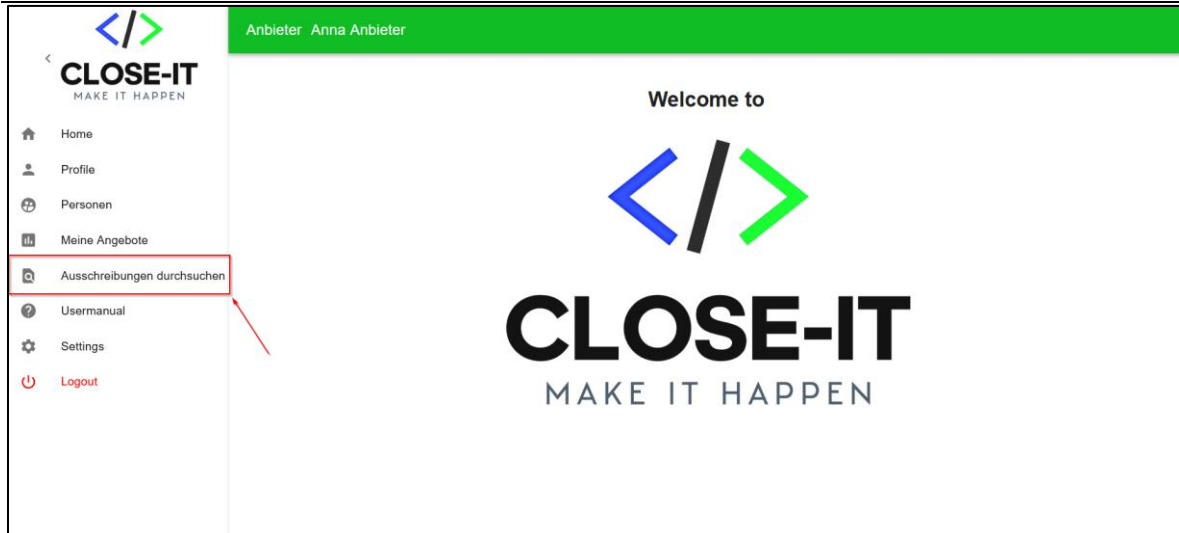 </>
CLOSE-IT
MAKE IT HAPPEN
Home
Profile
Personen
Meine Angebote
Ausschreibungen durchsuchen
Usermanual
Settings
Logout
Anbieter Anna Anbieter
Welcome to
</>
CLOSE-IT
MAKE IT HAPPEN